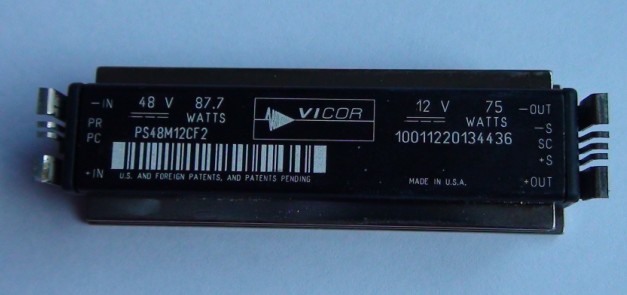 -IN 48 V 87.7 WATTS
PR
PC
PS48M12CF2
+IN
U.S. AND FOREIGN PATENTS, AND PATENTS PENDING
VICOR
12 V 75 WATTS
10011220134436
MADE IN U.S.A.
-OUT
-S
SC
+S
+OUT